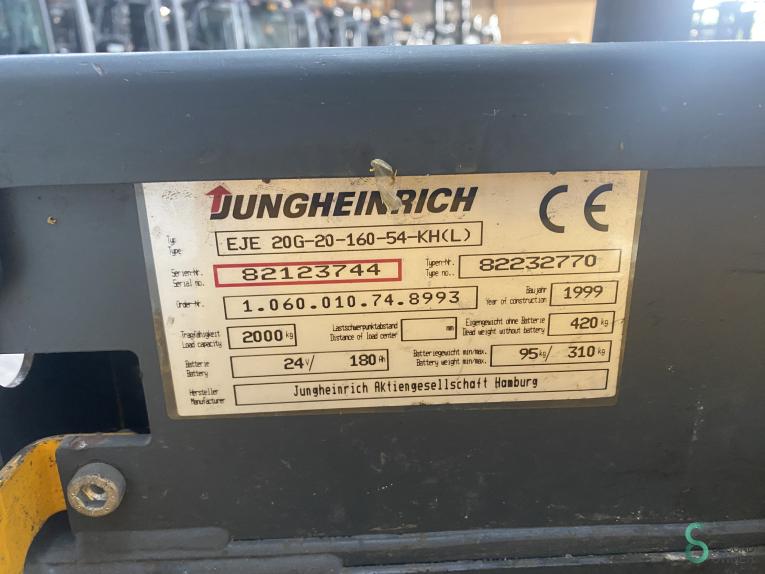 JUNGHEINRICH CE
Typ EJE 20G-20-160-54-KH(L)
Type
Serien-Nr. 82123744 Typen-Nr. 82232770
Serial no. Type no..
Order-Nr. 1.060.010.74.8993 Baujahr 1999
Year of construction
Tragfähigkeit 2000 kg Lastschwerpunktabstand mm Eigengewicht ohne Batterie 420 kg
Load capacity Distance of load center Dead weight without battery
Batterie 24 V/ 180 Ah Batteriegewicht min/max. 95 kg/ 310 kg
Battery Battery weight min/max.
Hersteller Jungheinrich Aktiengesellschaft Hamburg
Manufacturer